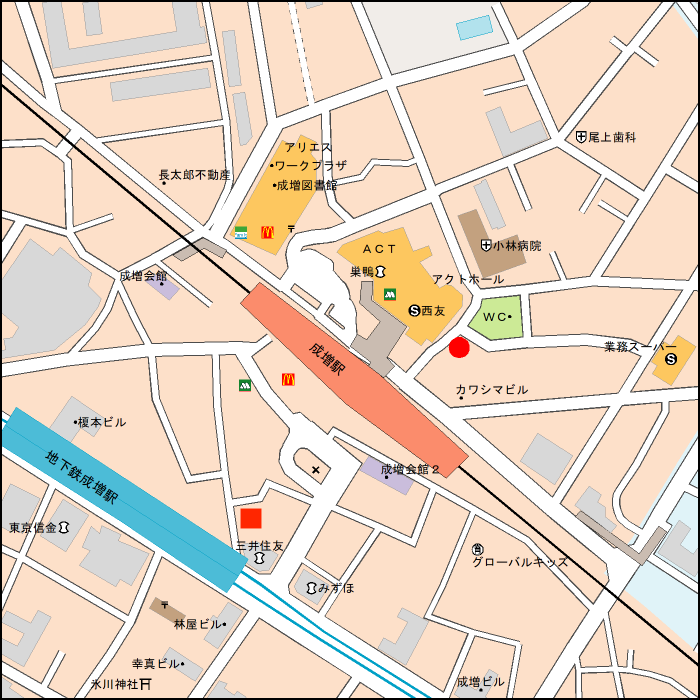 アリエス
ワークプラザ
成増図書館
長太郎不動産
尾上歯科
〒
ACT
小林病院
巣鴨
アクトホール
成増会館
S西友
WC
成増駅
業務スーパー
S
カワシマビル
榎本ビル
地下鉄成増駅
成増会館2
東京信金
三井住友
グローバルキッズ
みずほ
〒
林屋ビル
幸真ビル
氷川神社
成増ビル